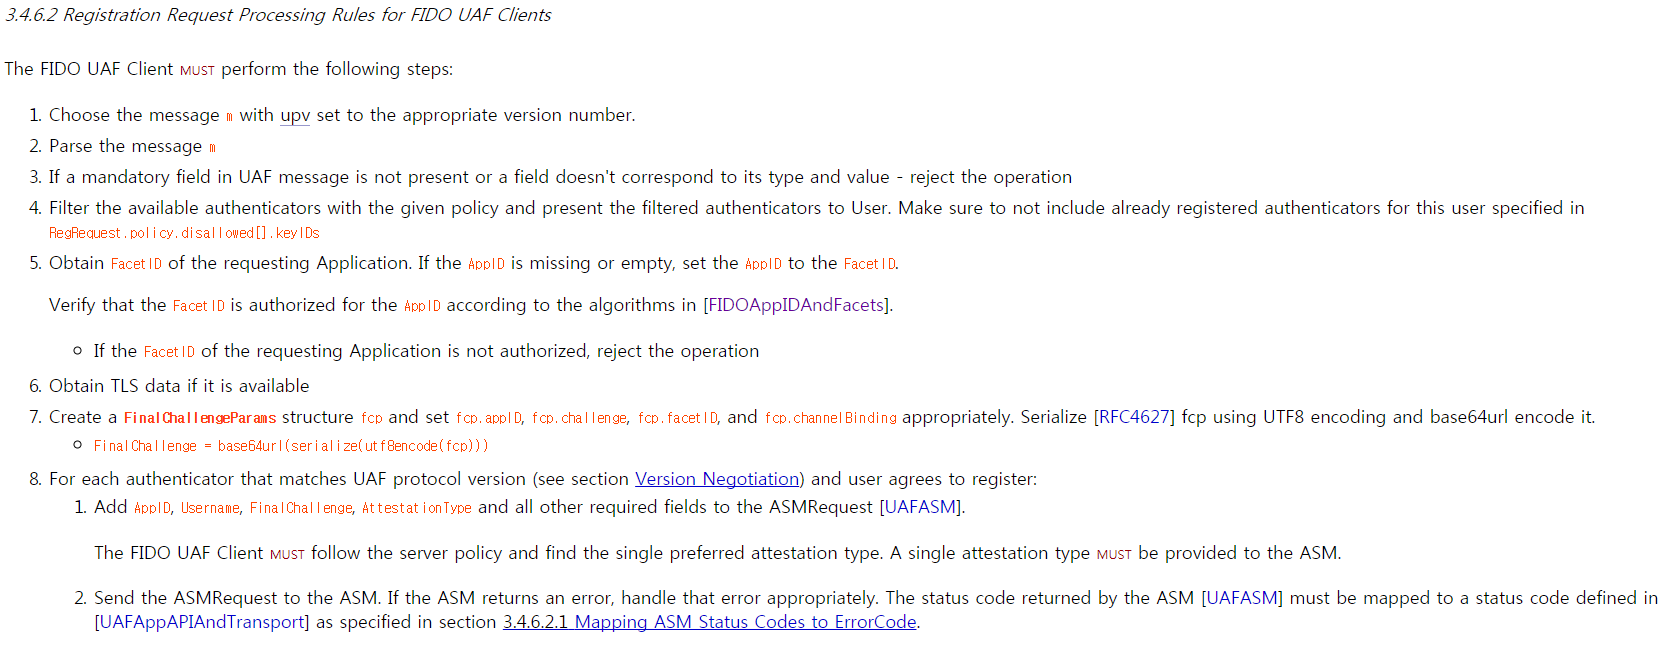 3.4.6.2 Registration Request Processing Rules for FIDO UAF Clients
The FIDO UAF Client MUST perform the following steps:
1. Choose the message m with upv set to the appropriate version number.
2. Parse the message m
3. If a mandatory field in UAF message is not present or a field doesn't correspond to its type and value - reject the operation
4. Filter the available authenticators with the given policy and present the filtered authenticators to User. Make sure to not include already registered authenticators for this user specified in
RegRequest.policy.disallowed[].keyIDs
5. Obtain FacetID of the requesting Application. If the AppID is missing or empty, set the AppID to the FacetID.
Verify that the FacetID is authorized for the AppID according to the algorithms in [FIDOAppIDAndFacets].
○ If the FacetID of the requesting Application is not authorized, reject the operation
6. Obtain TLS data if it is available
7. Create a FinalChallengeParams structure fcp and set fcp.appID, fcp.challenge, fcp.facetID, and fcp.channelBinding appropriately. Serialize [RFC4627] fcp using UTF8 encoding and base64url encode it.
○ FinalChallenge = base64url(serialize(utf8encode(fcp)))
8. For each authenticator that matches UAF protocol version (see section Version Negotiation) and user agrees to register:
1. Add AppID, Username, FinalChallenge, AttestationType and all other required fields to the ASMRequest [UAFASM].
The FIDO UAF Client MUST follow the server policy and find the single preferred attestation type. A single attestation type MUST be provided to the ASM.
2. Send the ASMRequest to the ASM. If the ASM returns an error, handle that error appropriately. The status code returned by the ASM [UAFASM] must be mapped to a status code defined in
[UAFAppAPIAndTransport] as specified in section 3.4.6.2.1 Mapping ASM Status Codes to ErrorCode.